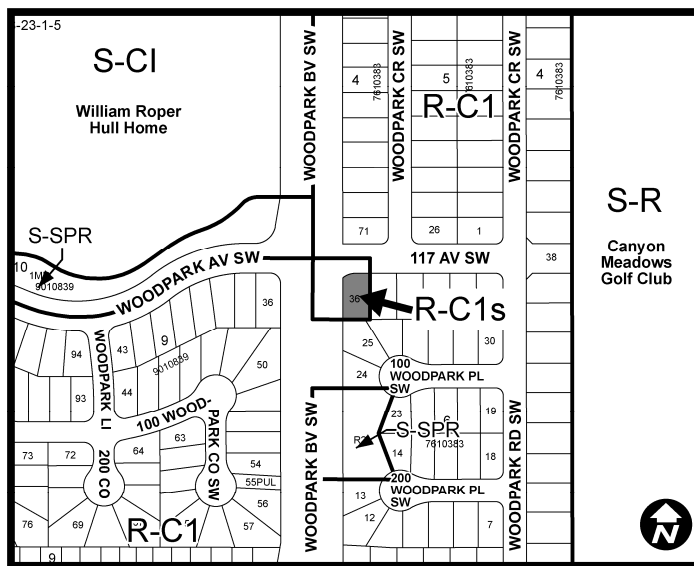 -23-1-5
S-CI
William Roper
Hull Home
WOODPARK BV SW
4
7610383
WOODPARK CR SW
5
7610383
WOODPARK CR SW
4
7610383
R-C1
S-R
Canyon
Meadows
Golf Club
71
26
1
38
S-SPR
10
9010839
WOODPARK AV SW
117 AV SW
36
36
R-C1s
WOODPARK LI
94
43
9
9010839
44
93
50
25
24
30
100
WOODPARK PL
SW
100 WOOD-
PARK CO SW
WOODPARK BV SW
23
6
19
S-SPR
7610383
14
18
WOODPARK RD SW
73
72
64
63
54
55PUL
56
57
200 CO
76
69
R-C1
9
200
WOODPARK PL
SW
13
12
7
N